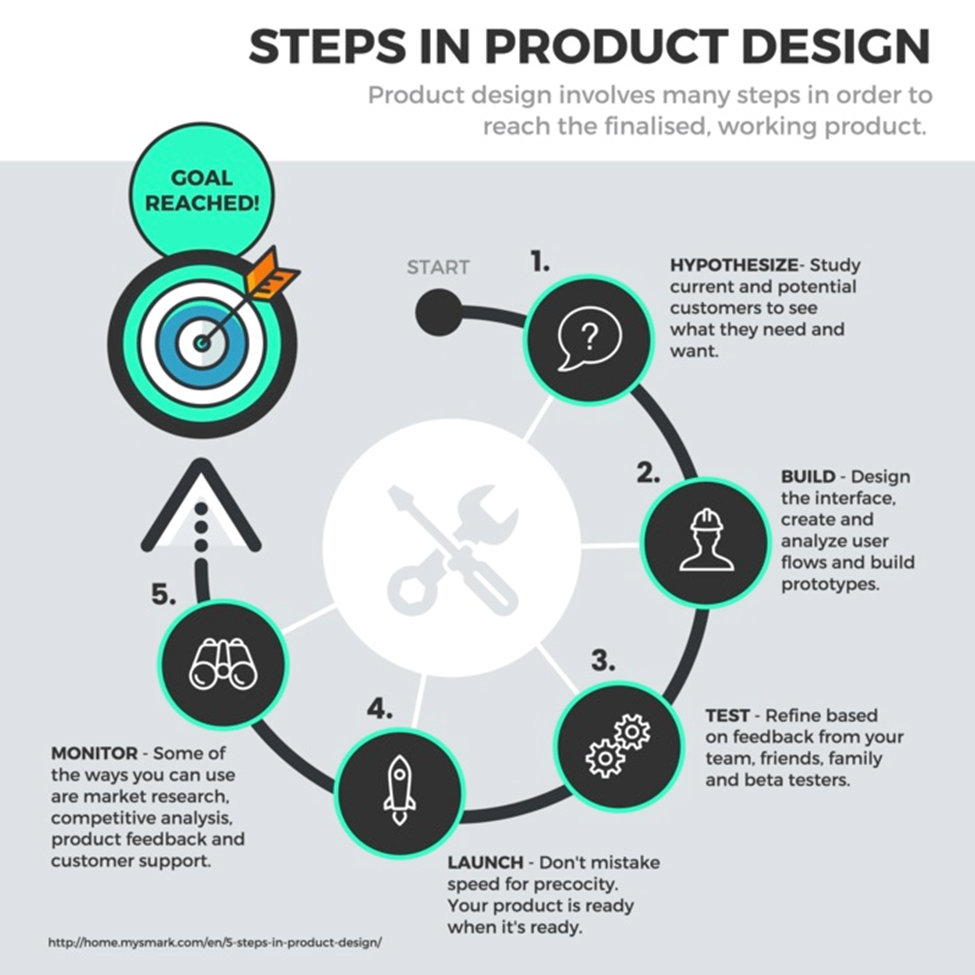 STEPS IN PRODUCT DESIGN
Product design involves many steps in order to
reach the finalised, working product.
GOAL
REACHED!
START
1.
HYPOTHESIZE- Study
current and potential
customers to see
what they need and
want.
?
2.
BUILD - Design
the interface,
create and
analyze user
flows and build
prototypes.
3.
TEST - Refine based
on feedback from your
team, friends, family
and beta testers.
4.
LAUNCH - Don't mistake
speed for precocity.
Your product is ready
when it's ready.
5.
MONITOR - Some of
the ways you can use
are market research,
competitive analysis,
product feedback and
customer support.
http://home.mysmark.com/en/5-steps-in-product-design/